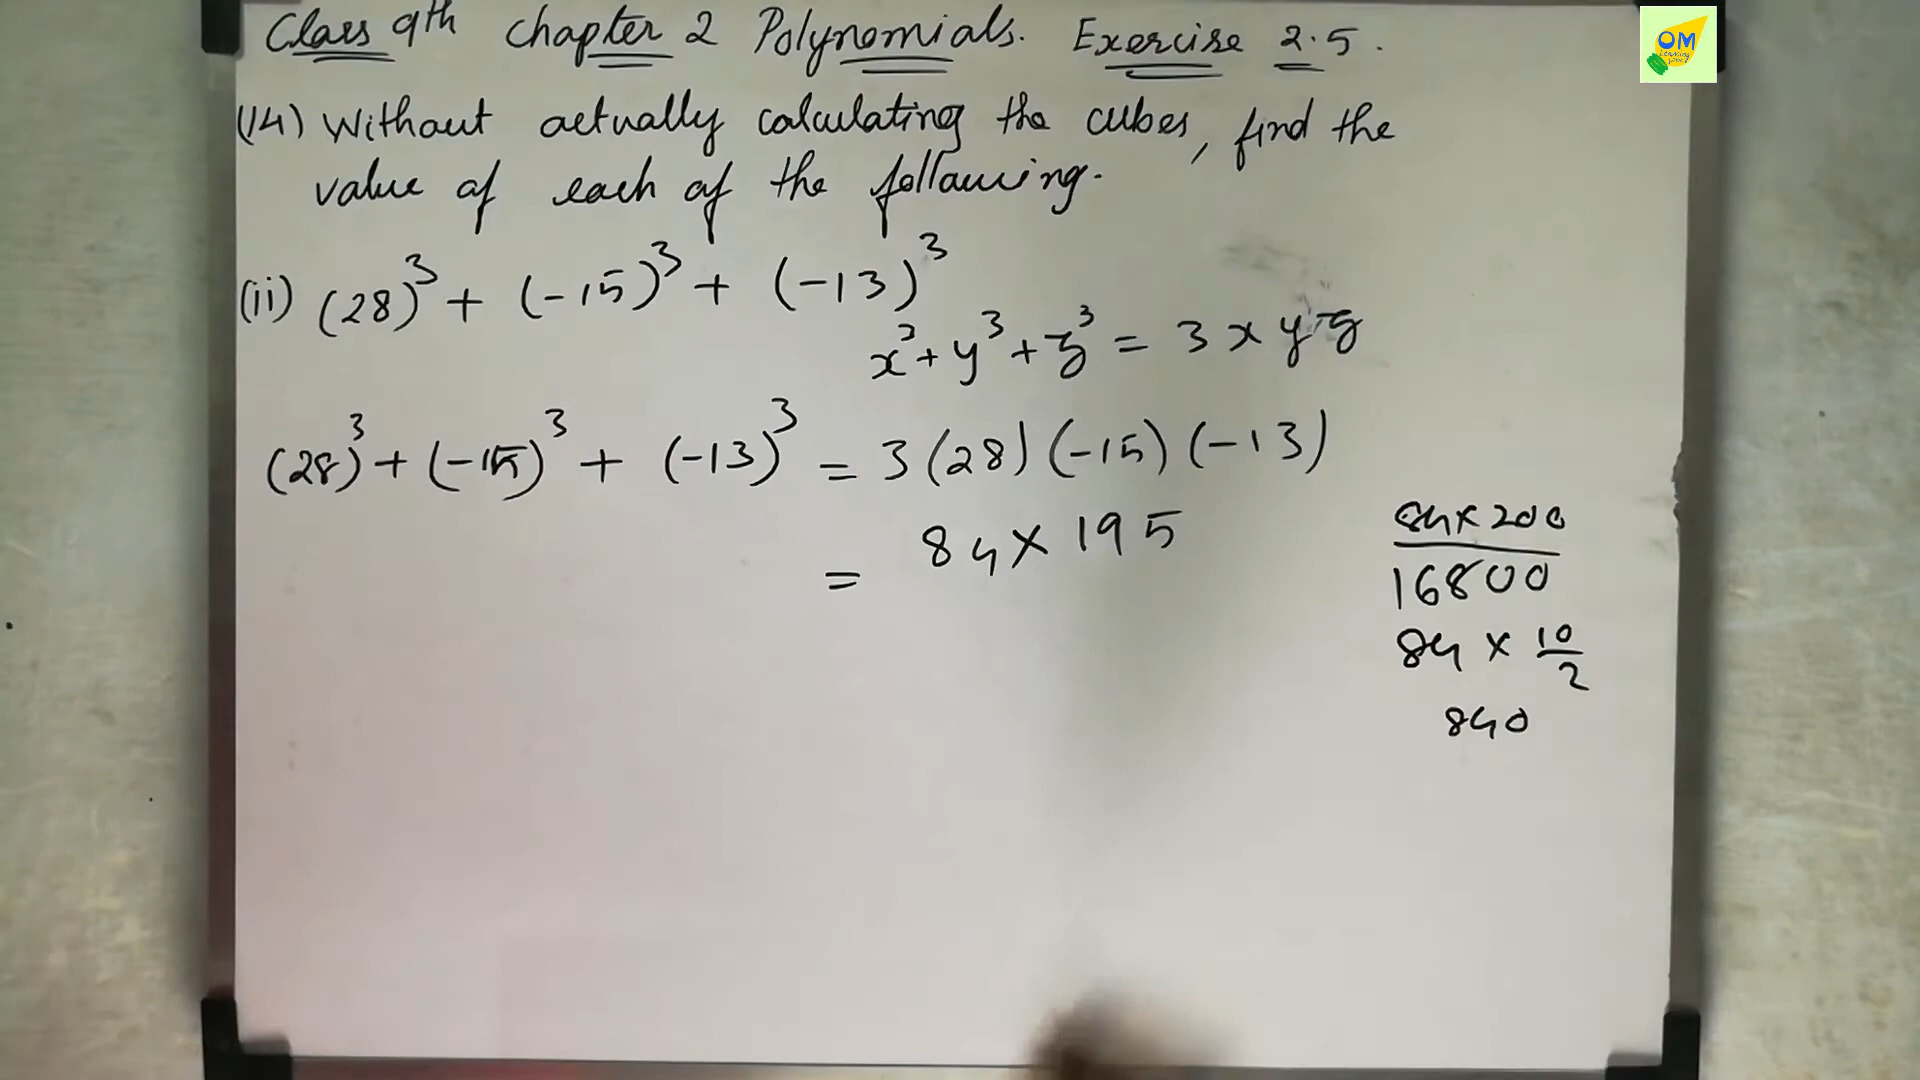 Class 9th chapter 2 Polynomials. Exercise 2.5.
OM
(14) Without actually calculating the cubes, find the
value of each of the following.
(ii) (28)³ + (-15)³ + (-13)³
x³ + y³ + z³ = 3xyz
(28)³ + (-15)³ + (-13)³ = 3(28)(-15)(-13)
= 84 × 195
84 × 200
16800
84 × 10/2
840